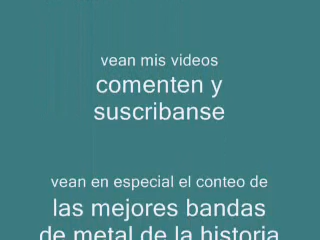 vean mis videos
comenten y
suscribanse
vean en especial el conteo de
las mejores bandas
de metal de la historia